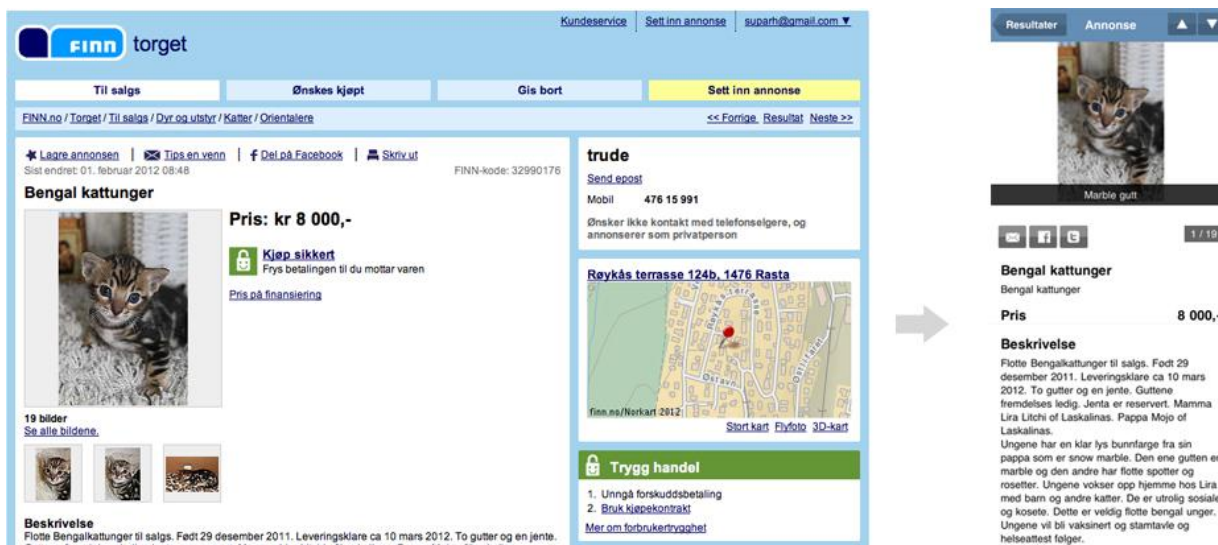 Kundeservice Sett inn annonse suparh@gmail.com ▼
FINN torget
Til salgs Ønskes kjøpt Gis bort Sett inn annonse
FINN.no / Torget / Til salgs / Dyr og utstyr / Katter / Orientalere << Forrige Resultat Neste >>
Lagre annonsen | Tips en venn | Del på Facebook | Skriv ut
Sist endret: 01. februar 2012 08:48 FINN-kode: 32990176
Bengal kattunger
Pris: kr 8 000,-
Kjøp sikkert
Frys betalingen til du mottar varen
Pris på finansiering
19 bilder
Se alle bildene.
Beskrivelse
Flotte Bengalkattunger til salgs. Født 29 desember 2011. Leveringsklare ca 10 mars 2012. To gutter og en jente.
trude
Send epost
Mobil 476 15 991
Ønsker ikke kontakt med telefonselgere, og
annonserer som privatperson
Røykås terrasse 124b, 1476 Rasta
Røykås terrasse
Østavn
finn.no/Norkart 2012
Stort kart Flyfoto 3D-kart
Trygg handel
1. Unngå forskuddsbetaling
2. Bruk kjøpekontrakt
Mer om forbrukertrygghet
Resultater Annonse ▲ ▼
Marble gutt
1 / 19
Bengal kattunger
Bengal kattunger
Pris 8 000,-
Beskrivelse
Flotte Bengalkattunger til salgs. Født 29
desember 2011. Leveringsklare ca 10 mars
2012. To gutter og en jente. Guttene
fremdelses ledig. Jenta er reservert. Mamma
Lira Litchi of Laskalinas. Pappa Mojo of
Laskalinas.
Ungene har en klar lys bunnfarge fra sin
pappa som er snow marble. Den ene gutten er
marble og den andre har flotte spotter og
rosetter. Ungene vokser opp hjemme hos Lira
med barn og andre katter. De er utrolig sosiale
og kosete. Dette er veldig flotte bengal unger.
Ungene vil bli vaksinert og stamtavle og
helseattest følger.